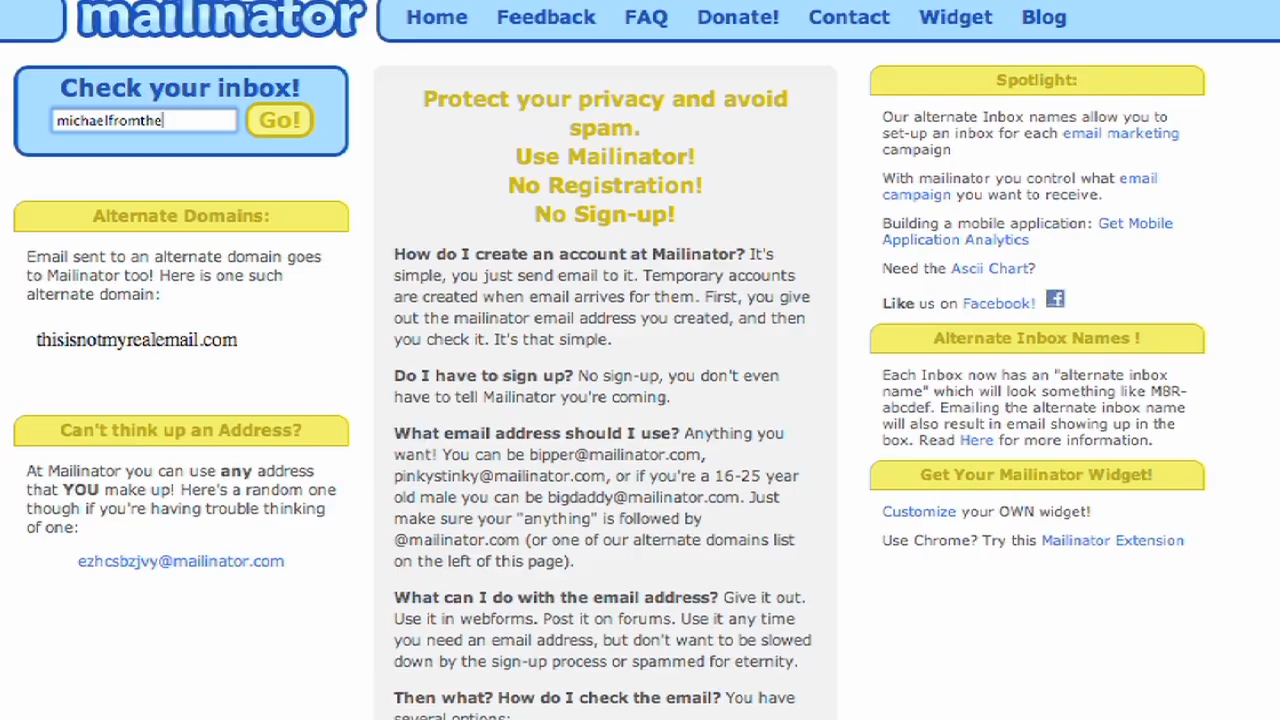 mailinator
Home Feedback FAQ Donate! Contact Widget Blog
Check your inbox!
michaelfromthe
Go!
Alternate Domains:
Email sent to an alternate domain goes
to Mailinator too! Here is one such
alternate domain:
thisisnotmyrealemail.com
Can't think up an Address?
At Mailinator you can use any address
that YOU make up! Here's a random one
though if you're having trouble thinking
of one:
ezhcsbzjvy@mailinator.com
Protect your privacy and avoid
spam.
Use Mailinator!
No Registration!
No Sign-up!
How do I create an account at Mailinator? It's
simple, you just send email to it. Temporary accounts
are created when email arrives for them. First, you give
out the mailinator email address you created, and then
you check it. It's that simple.
Do I have to sign up? No sign-up, you don't even
have to tell Mailinator you're coming.
What email address should I use? Anything you
want! You can be bipper@mailinator.com,
pinkystinky@mailinator.com, or if you're a 16-25 year
old male you can be bigdaddy@mailinator.com. Just
make sure your "anything" is followed by
@mailinator.com (or one of our alternate domains list
on the left of this page).
What can I do with the email address? Give it out.
Use it in webforms. Post it on forums. Use it any time
you need an email address, but don't want to be slowed
down by the sign-up process or spammed for eternity.
Then what? How do I check the email? You have
several options:
Spotlight:
Our alternate Inbox names allow you to
set-up an inbox for each email marketing
campaign
With mailinator you control what email
campaign you want to receive.
Building a mobile application: Get Mobile
Application Analytics
Need the Ascii Chart?
Like us on Facebook! f
Alternate Inbox Names !
Each Inbox now has an "alternate inbox
name" which will look something like M8R-
abcdef. Emailing the alternate inbox name
will also result in email showing up in the
box. Read Here for more information.
Get Your Mailinator Widget!
Customize your OWN widget!
Use Chrome? Try this Mailinator Extension